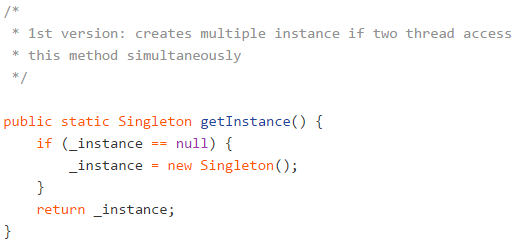 /*
 * 1st version: creates multiple instance if two thread access
 * this method simultaneously
 */
public static Singleton getInstance() {
    if (_instance == null) {
        _instance = new Singleton();
    }
    return _instance;
}